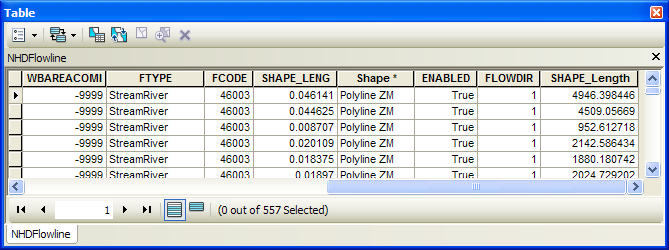 Table
NHDFlowline
WBAREACOMI FTYPE FCODE SHAPE_LENG Shape * ENABLED FLOWDIR SHAPE_Length
-9999 StreamRiver 46003 0.046141 Polyline ZM True 1 4946.398446
-9999 StreamRiver 46003 0.044625 Polyline ZM True 1 4509.05669
-9999 StreamRiver 46003 0.008707 Polyline ZM True 1 952.612718
-9999 StreamRiver 46003 0.020109 Polyline ZM True 1 2142.586434
-9999 StreamRiver 46003 0.018375 Polyline ZM True 1 1880.180742
-9999 StreamRiver 46003 0.01897 Polyline ZM True 1 2024.729202
1 (0 out of 557 Selected)
NHDFlowline